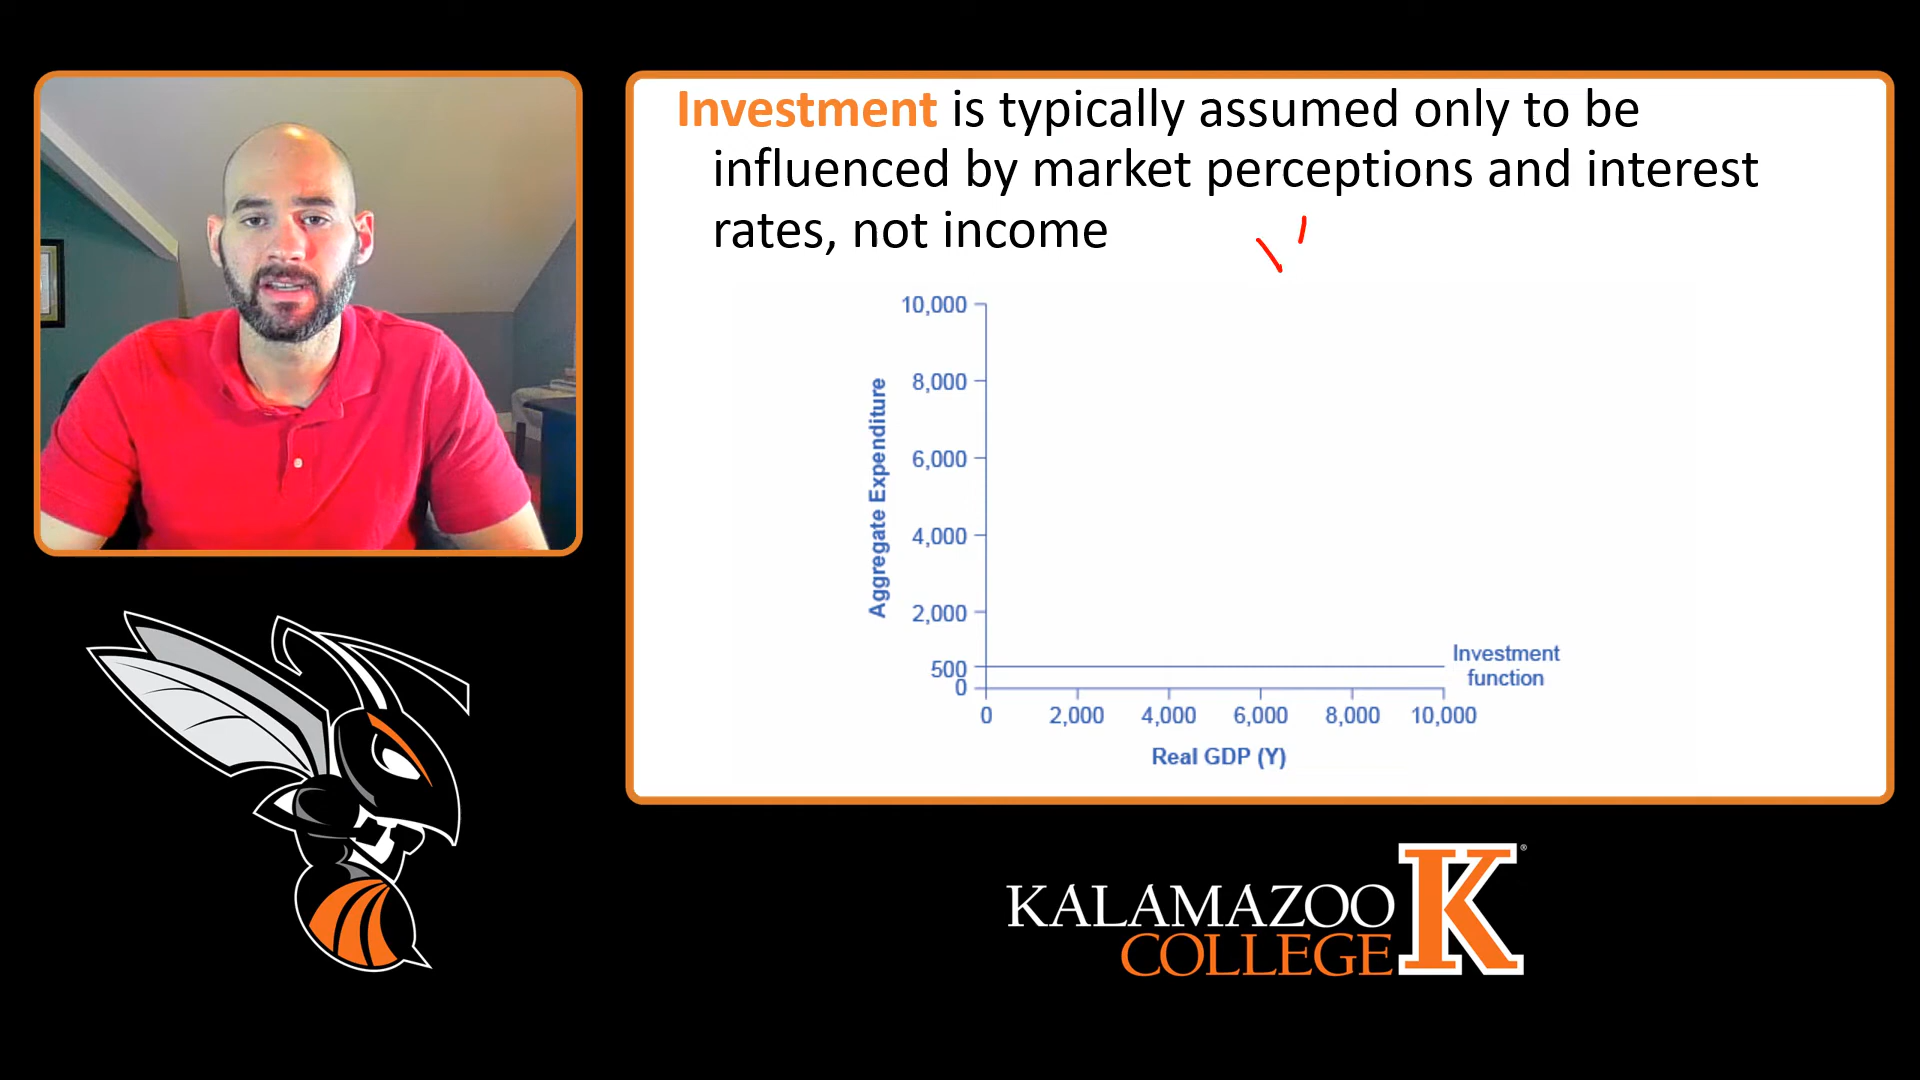 Investment is typically assumed only to be
influenced by market perceptions and interest
rates, not income
10,000
8,000
6,000
4,000
2,000
500
0
Aggregate Expenditure
Investment
function
0 2,000 4,000 6,000 8,000 10,000
Real GDP (Y)
KALAMAZOO
COLLEGE
K®